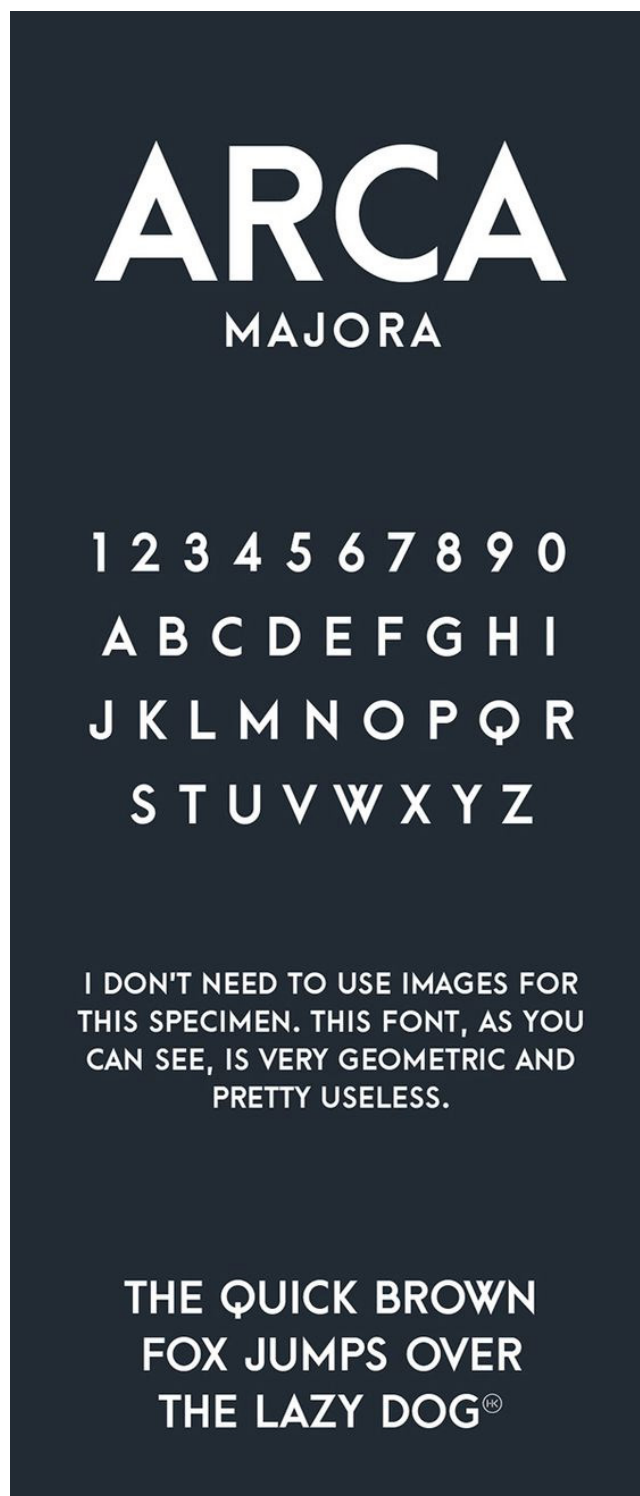 ARCA
MAJORA
1 2 3 4 5 6 7 8 9 0
A B C D E F G H I
J K L M N O P Q R
S T U V W X Y Z
I DON'T NEED TO USE IMAGES FOR
THIS SPECIMEN. THIS FONT, AS YOU
CAN SEE, IS VERY GEOMETRIC AND
PRETTY USELESS.
THE QUICK BROWN
FOX JUMPS OVER
THE LAZY DOG HK